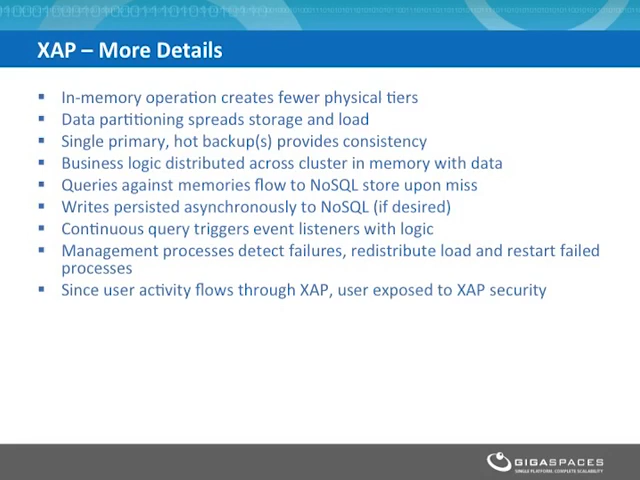 XAP – More Details
▪ In-memory operation creates fewer physical tiers
▪ Data partitioning spreads storage and load
▪ Single primary, hot backup(s) provides consistency
▪ Business logic distributed across cluster in memory with data
▪ Queries against memories flow to NoSQL store upon miss
▪ Writes persisted asynchronously to NoSQL (if desired)
▪ Continuous query triggers event listeners with logic
▪ Management processes detect failures, redistribute load and restart failed
processes
▪ Since user activity flows through XAP, user exposed to XAP security
GIGASPACES
SINGLE PLATFORM. COMPLETE SCALABILITY.